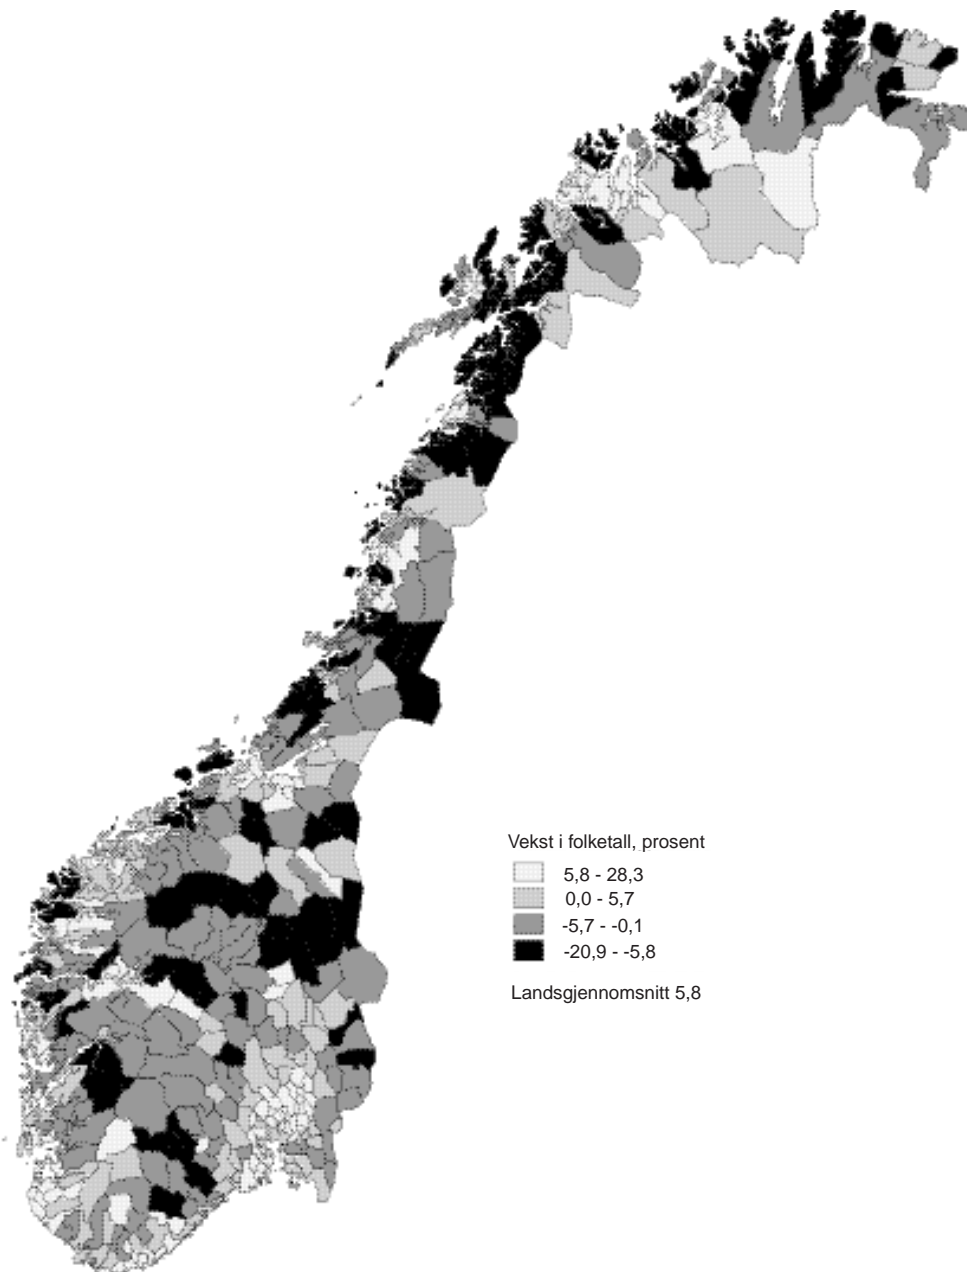 Vekst i folketall, prosent
5,8 - 28,3
0,0 - 5,7
-5,7 - -0,1
-20,9 - -5,8
Landsgjennomsnitt 5,8